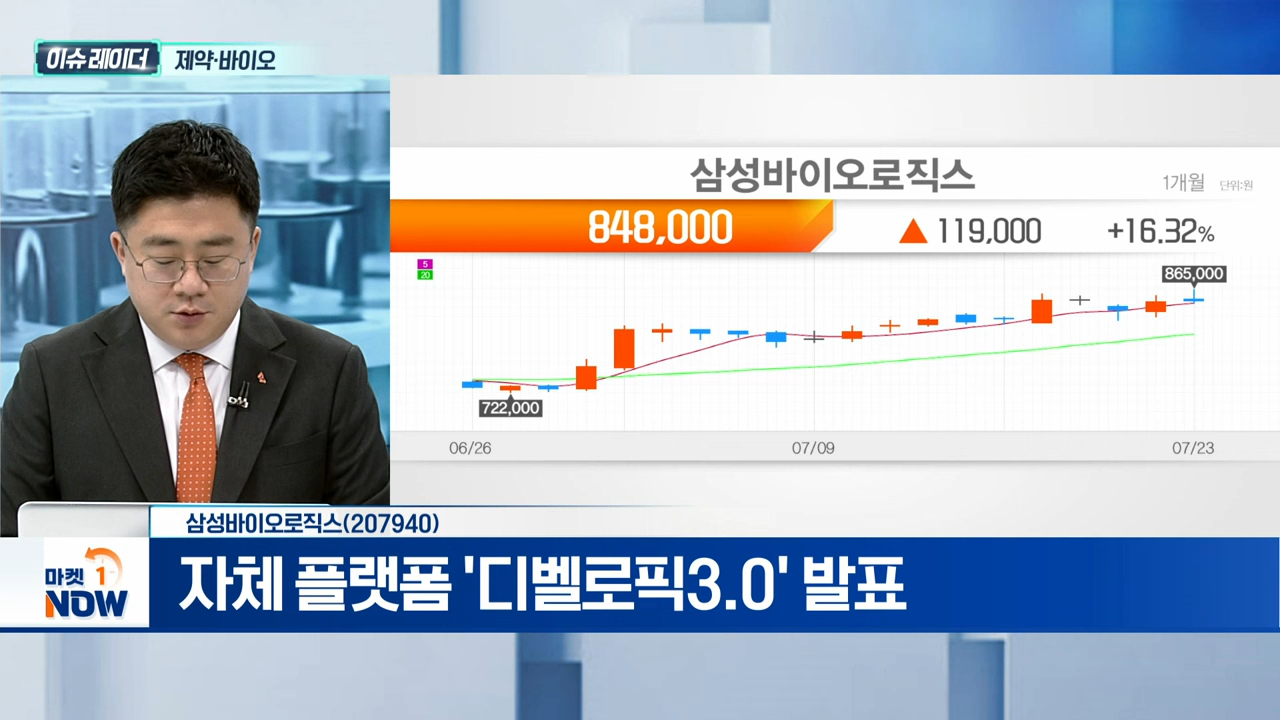 이슈 레이더 제약·바이오
삼성바이오로직스
1개월 단위:원
848,000 ▲ 119,000 +16.32%
5
20
865,000
722,000
06/26 07/09 07/23
삼성바이오로직스(207940)
마켓 1
NOW
자체 플랫폼 '디벨로픽3.0' 발표